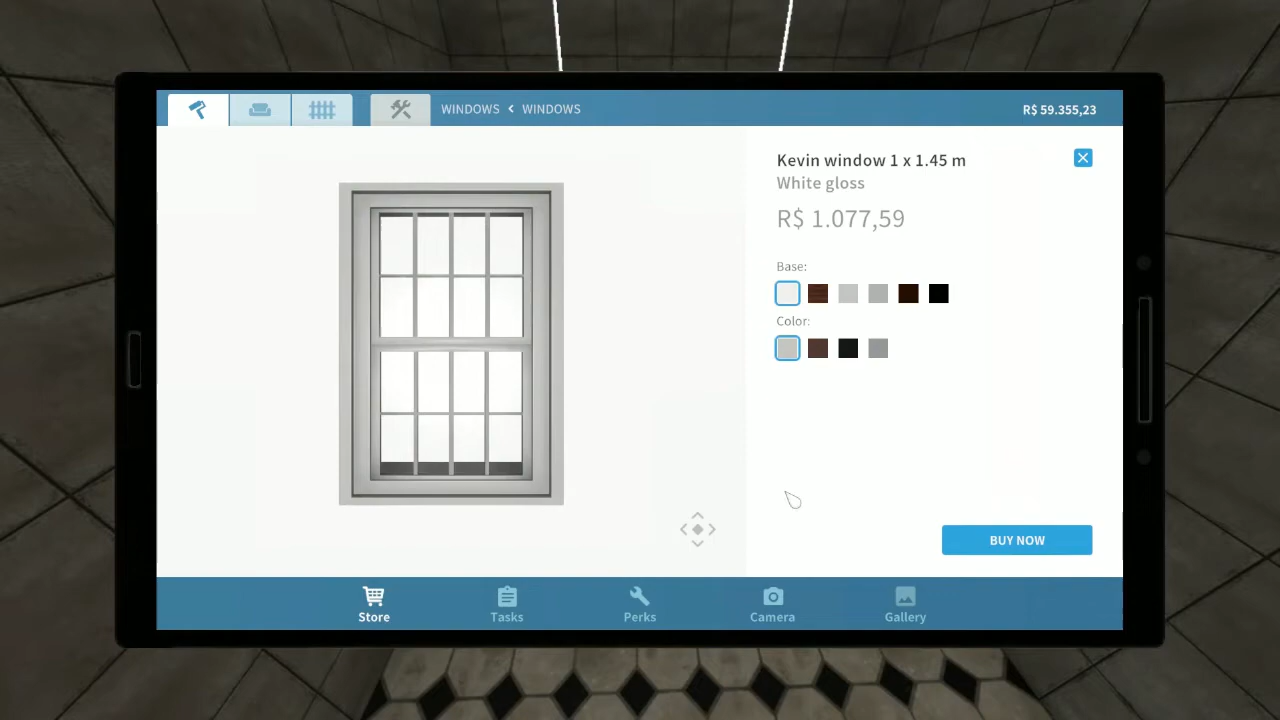 WINDOWS < WINDOWS
R$ 59.355,23
Kevin window 1 x 1.45 m
White gloss
R$ 1.077,59
Base:
Color:
BUY NOW
Store
Tasks
Perks
Camera
Gallery